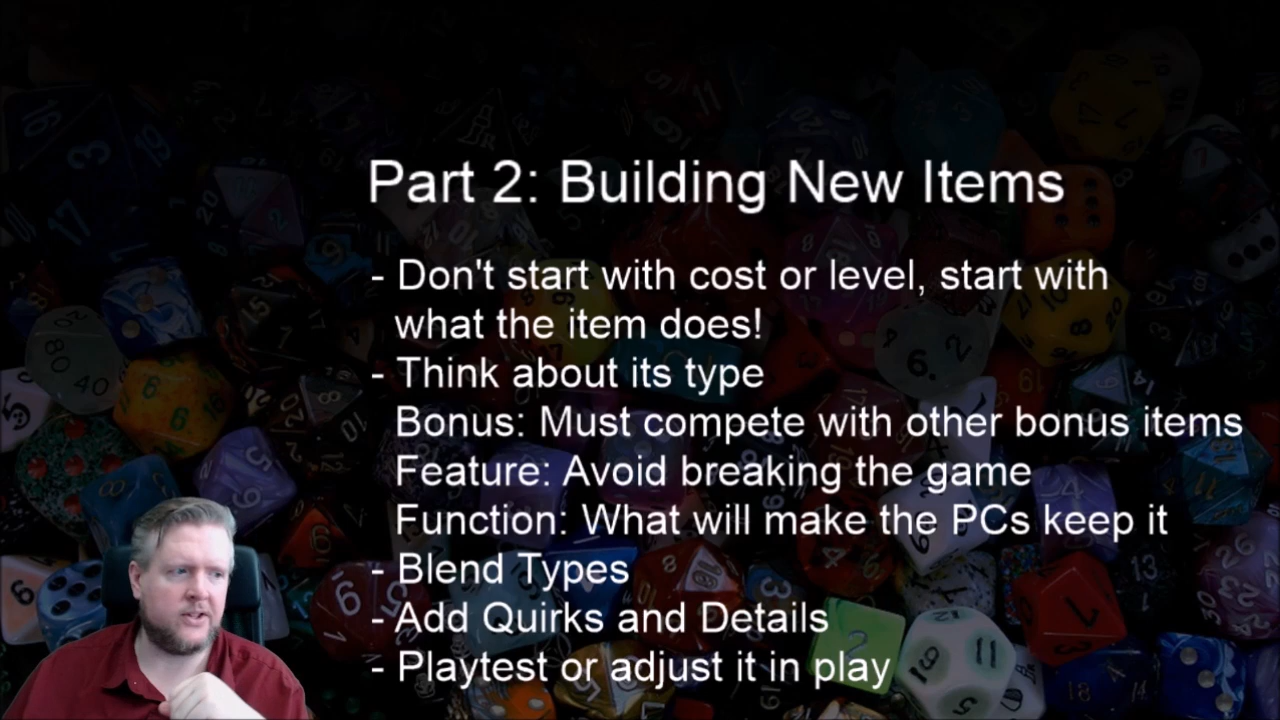 Part 2: Building New Items
- Don't start with cost or level, start with
what the item does!
- Think about its type
Bonus: Must compete with other bonus items
Feature: Avoid breaking the game
Function: What will make the PCs keep it
- Blend Types
- Add Quirks and Details
- Playtest or adjust it in play